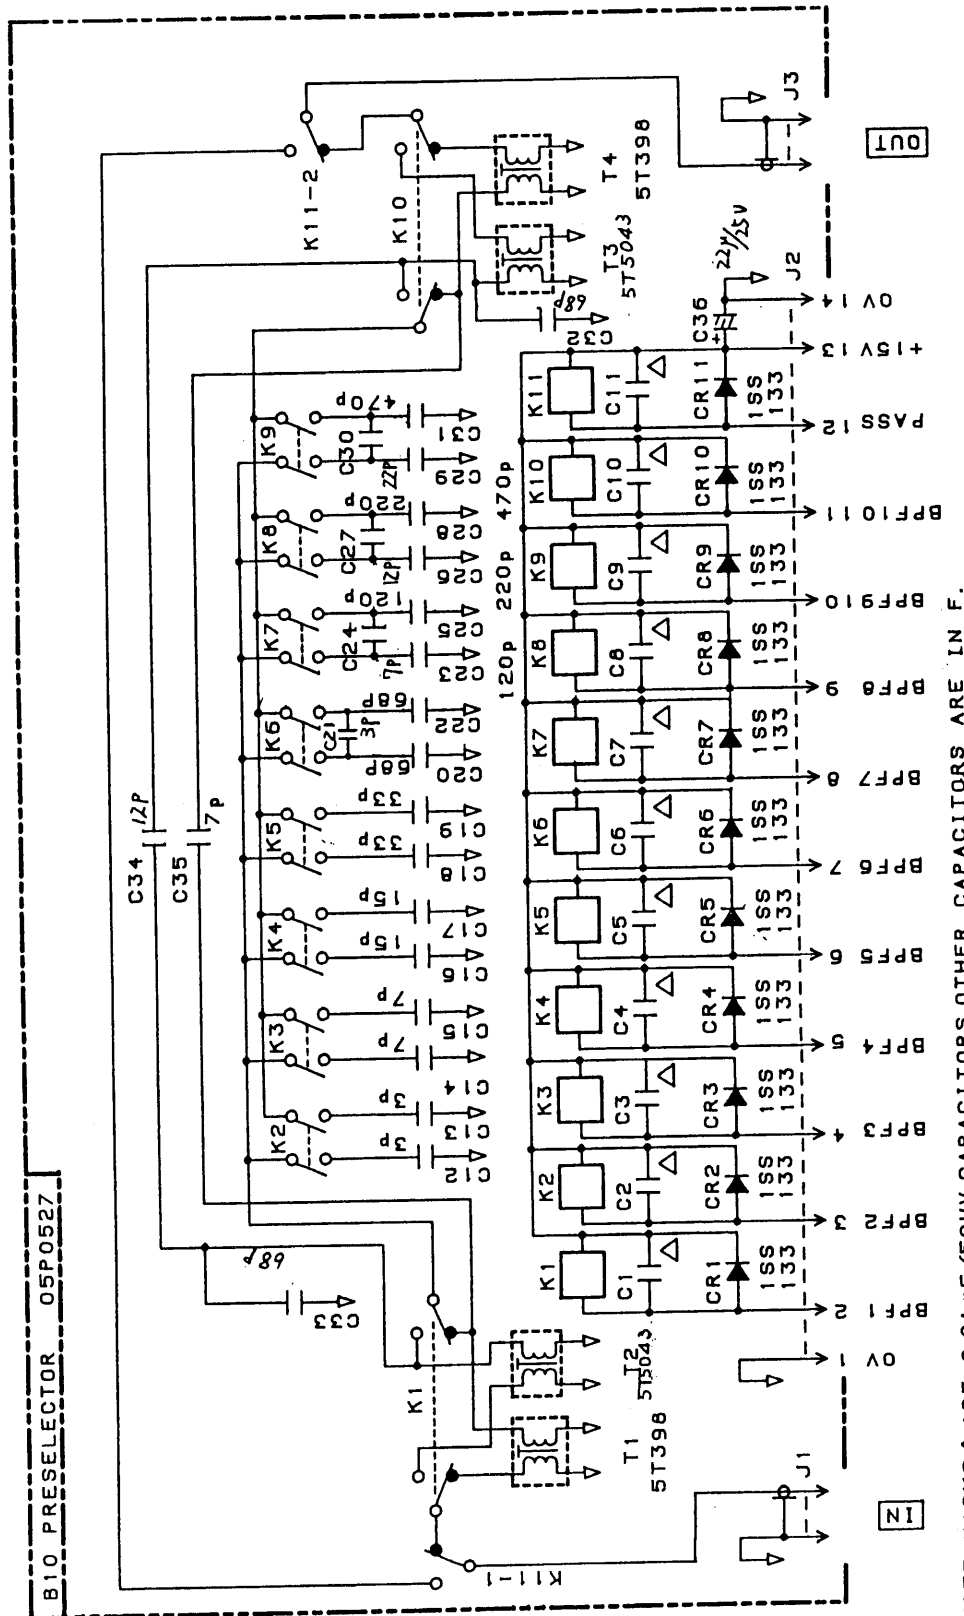 B10 PRESELECTOR 05P0527
C34 12P
C35 7p
K11-2
K10
K1
K11-1
C33 68p
K2 K3 K4 K5 K6 K7 K8 K9
3p 3p 7p 7p 15p 15p 33p 33p 68p 68p
C21 3P
C24 7P 120p
C27 12P 220p
C30 22P 470p
C12 C13 C14 C15 C16 C17 C18 C19 C20 C22 C23 C25 C26 C28 C29 C31
C32 68p
120p 220p 470p
T1
5T398
T2
5T5043
T3
5T5043
T4
5T398
K1 K2 K3 K4 K5 K6 K7 K8 K9 K10 K11
C1 C2 C3 C4 C5 C6 C7 C8 C9 C10 C11
CR1 CR2 CR3 CR4 CR5 CR6 CR7 CR8 CR9 CR10 CR11
1SS 1SS 1SS 1SS 1SS 1SS 1SS 1SS 1SS 1SS 1SS
133 133 133 133 133 133 133 133 133 133 133
C36 +
22μ/25V
J1
J2
J3
0V 1
BPF1 2
BPF2 3
BPF3 4
BPF4 5
BPF5 6
BPF6 7
BPF7 8
BPF8 9
BPF9 10
BPF10 11
PASS 12
+15V 13
0V 14
IN
OUT
CAPACITORS.OTHER CAPACITORS ARE IN F.